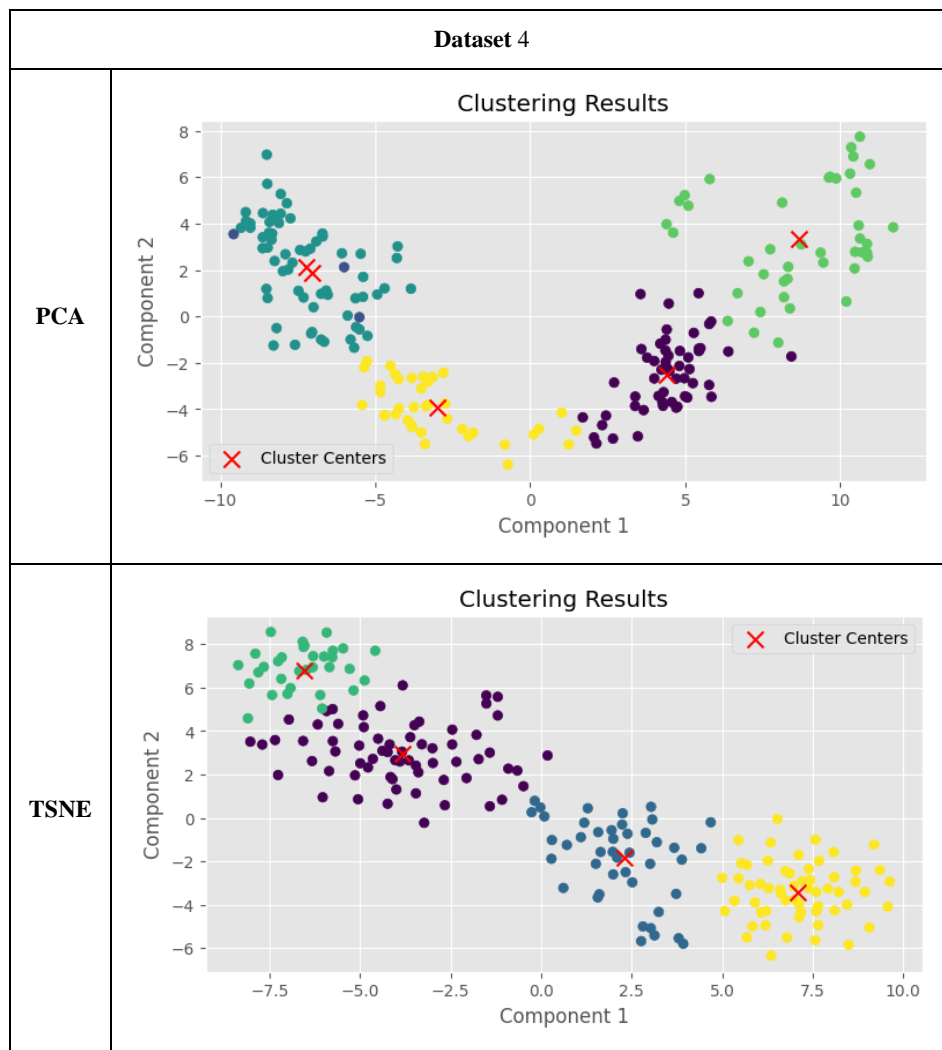 Dataset 4
PCA
Clustering Results
Component 2
8
6
4
2
0
−2
−4
−6
Cluster Centers
−10
−5
0
5
10
Component 1
TSNE
Clustering Results
Component 2
8
6
4
2
0
−2
−4
−6
Cluster Centers
−7.5
−5.0
−2.5
0.0
2.5
5.0
7.5
10.0
Component 1